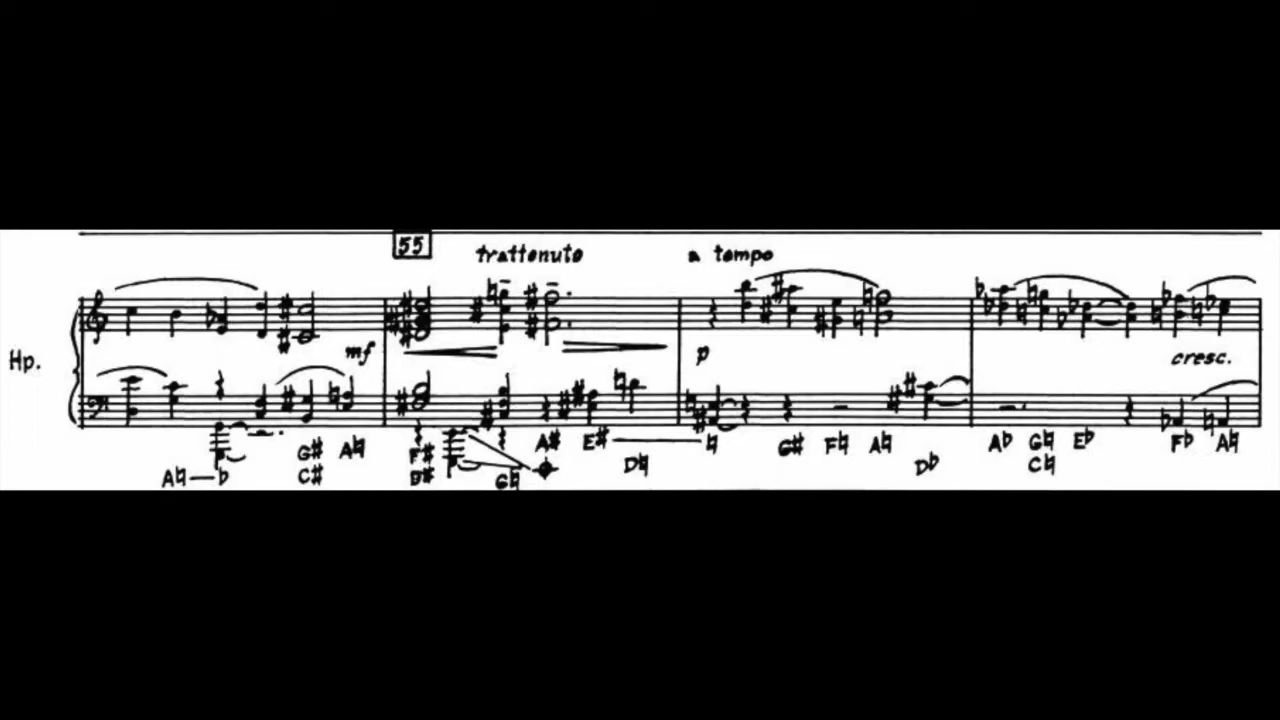 55
trattenuto a tempo
Hp.
mf p cresc.
A♮—♭ G# A♮ F# A# E#—♮ G# F♮ A♮ A♭ G♮ E♭ F♭ A♮
C# G♮ D♮ D♭ C♮